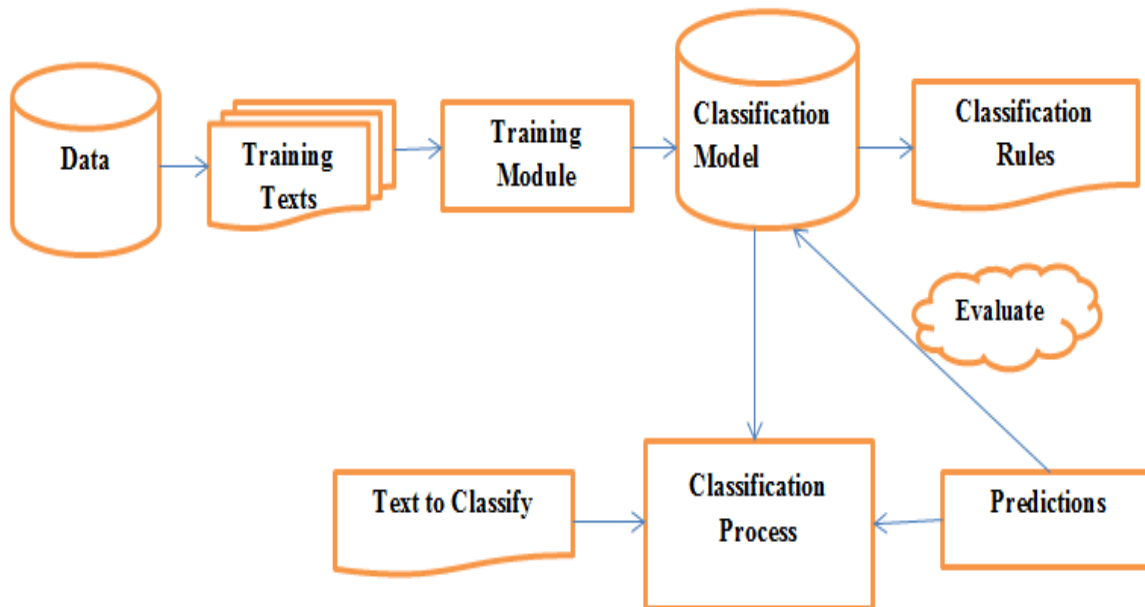 Data
Training
Texts
Training
Module
Classification
Model
Classification
Rules
Evaluate
Text to Classify
Classification
Process
Predictions